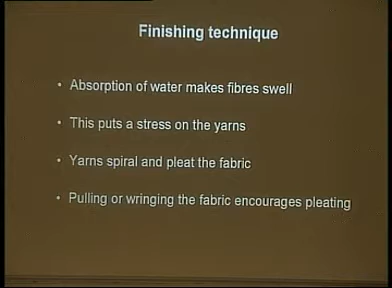 Finishing technique
• Absorption of water makes fibres swell
• This puts a stress on the yarns
• Yarns spiral and pleat the fabric
• Pulling or wringing the fabric encourages pleating